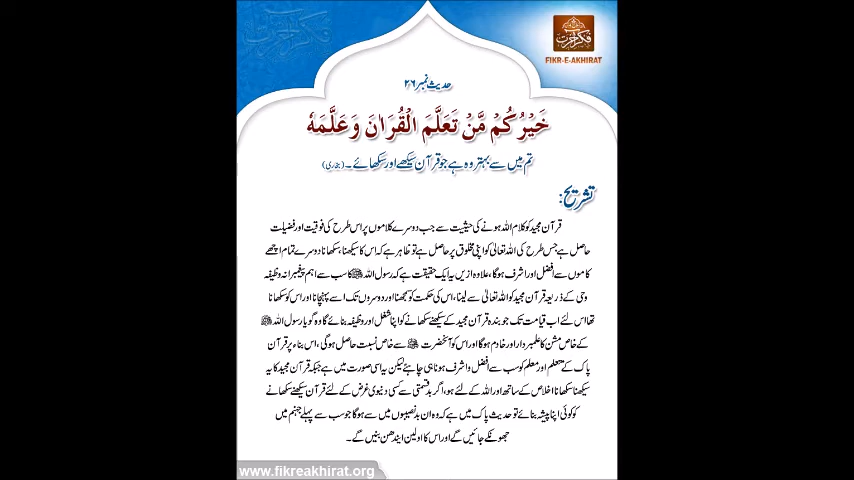 فکر آخرت
FIKR-E-AKHIRAT
حدیث نمبر ۲۶
خَيْرُكُمْ مَّنْ تَعَلَّمَ الْقُرْاٰنَ وَعَلَّمَهٗ
تم میں سے بہتر وہ ہے جو قرآن سیکھے اور سکھائے۔ (بخاری)
تشریح:
قرآن مجید کو کلام اللہ ہونے کی حیثیت سے جب دوسرے کلاموں پر اس طرح کی فوقیت اور فضیلت
حاصل ہے جس طرح کی اللہ تعالیٰ کو اپنی مخلوق پر حاصل ہے تو ظاہر ہے کہ اس کا سیکھنا، سکھانا دوسرے تمام اچھے
کاموں سے افضل اور اشرف ہوگا، علاوہ ازیں یہ ایک حقیقت ہے کہ رسول اللہ ﷺ کا سب سے اہم پیغمبرانہ وظیفہ
وحی کے ذریعہ قرآن مجید کو اللہ تعالیٰ سے لینا، اس کی حکمت کو سمجھنا اور دوسروں تک اسے پہنچانا اور اس کو سکھانا
تھا اس لئے اب قیامت تک جو بندہ قرآن مجید کے سیکھنے سکھانے کو اپنا شغل اور وظیفہ بنائے گا وہ گویا رسول اللہ ﷺ
کے خاص مشن کا علمبردار اور خادم ہوگا اور اس کو آنحضرت ﷺ سے خاص نسبت حاصل ہوگی، اس بناء پر قرآن
پاک کے متعلم اور معلم کو سب سے افضل و اشرف ہونا ہی چاہئے لیکن یہ اسی صورت میں ہے جبکہ قرآن مجید کا یہ
سیکھنا سکھانا اخلاص کے ساتھ اور اللہ کے لئے ہو، اگر بدقسمتی سے کسی دنیوی غرض کے لئے قرآن سیکھنے سکھانے
کو کوئی اپنا پیشہ بنائے تو حدیث پاک میں ہے کہ وہ ان بدنصیبوں میں سے ہوگا جو سب سے پہلے جہنم میں
جھونکے جائیں گے اور اس کا اولین ایندھن بنیں گے۔
www.fikreakhirat.org